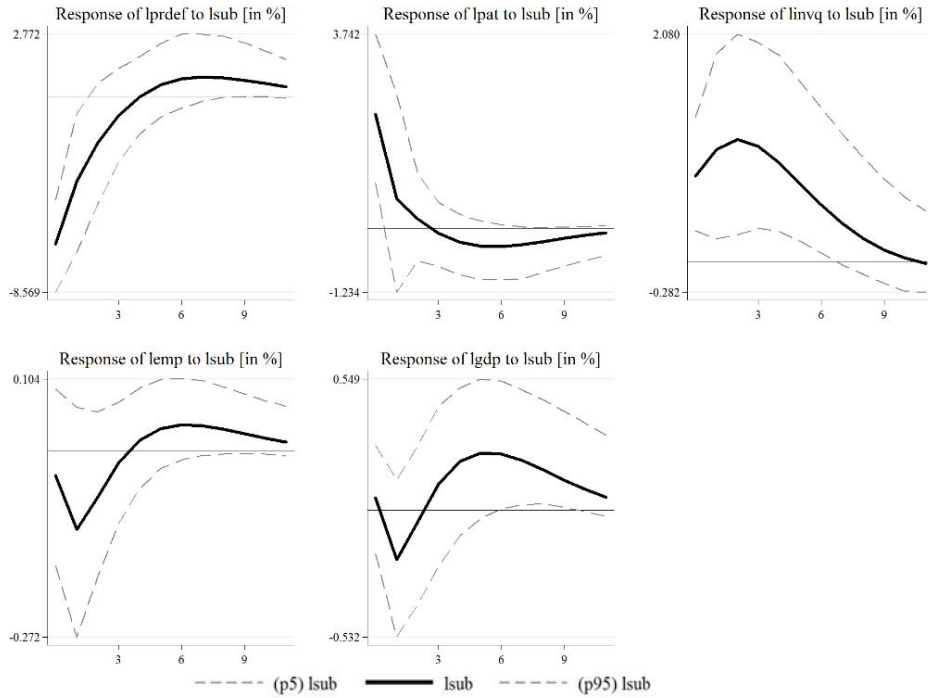 Response of lprdef to lsub [in %]
2.772
-8.569
3 6 9
Response of lpat to lsub [in %]
3.742
-1.234
3 6 9
Response of linvq to lsub [in %]
2.080
-0.282
3 6 9
Response of lemp to lsub [in %]
0.104
-0.272
3 6 9
Response of lgdp to lsub [in %]
0.549
-0.532
3 6 9
(p5) lsub lsub (p95) lsub